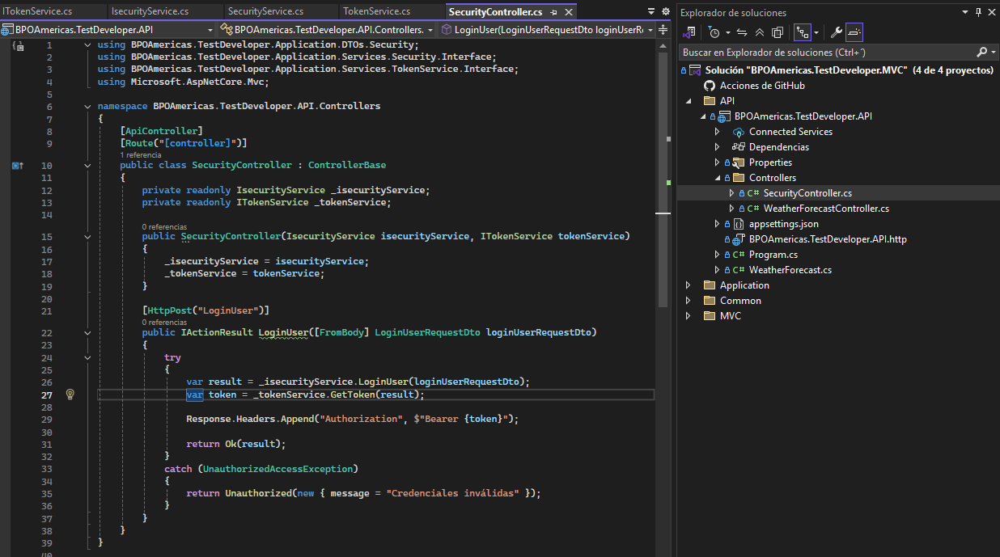 ITokenService.cs
IsecurityService.cs
SecurityService.cs
TokenService.cs
SecurityController.cs
BPOAmericas.TestDeveloper.API
BPOAmericas.TestDeveloper.API.Controllers.
LoginUser(LoginUserRequestDto loginUserRe
1 using BPOAmericas.TestDeveloper.Application.DTOs.Security;
2 using BPOAmericas.TestDeveloper.Application.Services.Security.Interface;
3 using BPOAmericas.TestDeveloper.Application.Services.TokenService.Interface;
4 using Microsoft.AspNetCore.Mvc;
5
6 namespace BPOAmericas.TestDeveloper.API.Controllers
7 {
8 [ApiController]
9 [Route("[controller]")]
1 referencia
10 public class SecurityController : ControllerBase
11 {
12 private readonly IsecurityService _isecurityService;
13 private readonly ITokenService _tokenService;
14
0 referencias
15 public SecurityController(IsecurityService isecurityService, ITokenService tokenService)
16 {
17 _isecurityService = isecurityService;
18 _tokenService = tokenService;
19 }
20
21 [HttpPost("LoginUser")]
0 referencias
22 public IActionResult LoginUser([FromBody] LoginUserRequestDto loginUserRequestDto)
23 {
24 try
25 {
26 var result = _isecurityService.LoginUser(loginUserRequestDto);
27 var token = _tokenService.GetToken(result);
28
29 Response.Headers.Append("Authorization", $"Bearer {token}");
30
31 return Ok(result);
32 }
33 catch (UnauthorizedAccessException)
34 {
35 return Unauthorized(new { message = "Credenciales inválidas" });
36 }
37 }
38 }
39 }
40
Explorador de soluciones
Buscar en Explorador de soluciones (Ctrl+´)
Solución "BPOAmericas.TestDeveloper.MVC" (4 de 4 proyectos)
Acciones de GitHub
API
BPOAmericas.TestDeveloper.API
Connected Services
Dependencias
Properties
Controllers
C# SecurityController.cs
C# WeatherForecastController.cs
appsettings.json
BPOAmericas.TestDeveloper.API.http
C# Program.cs
C# WeatherForecast.cs
Application
Common
MVC